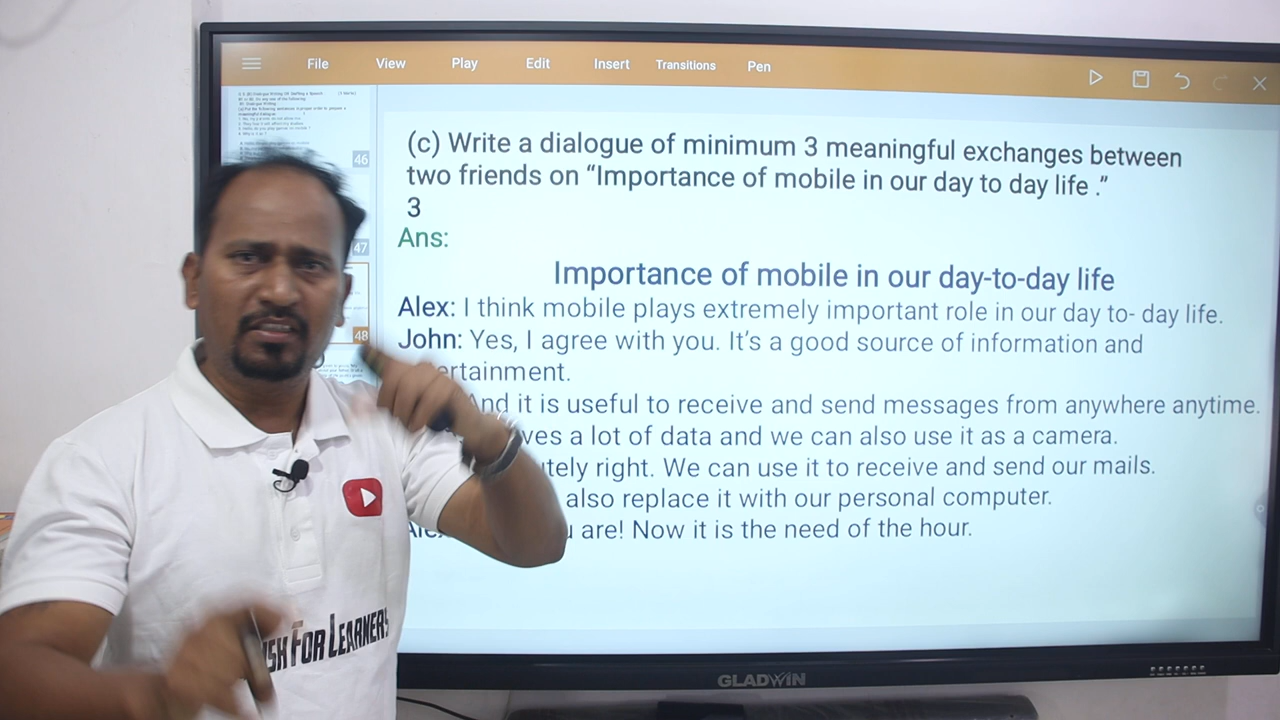 File View Play Edit Insert Transitions Pen
46
47
48
(c) Write a dialogue of minimum 3 meaningful exchanges between
two friends on “Importance of mobile in our day to day life .”
3
Ans:
Importance of mobile in our day-to-day life
Alex: I think mobile plays extremely important role in our day to- day life.
John: Yes, I agree with you. It’s a good source of information and
ertainment.
And it is useful to receive and send messages from anywhere anytime.
ves a lot of data and we can also use it as a camera.
utely right. We can use it to receive and send our mails.
also replace it with our personal computer.
are! Now it is the need of the hour.
GLADWIN
ISH FOR LEARNERS